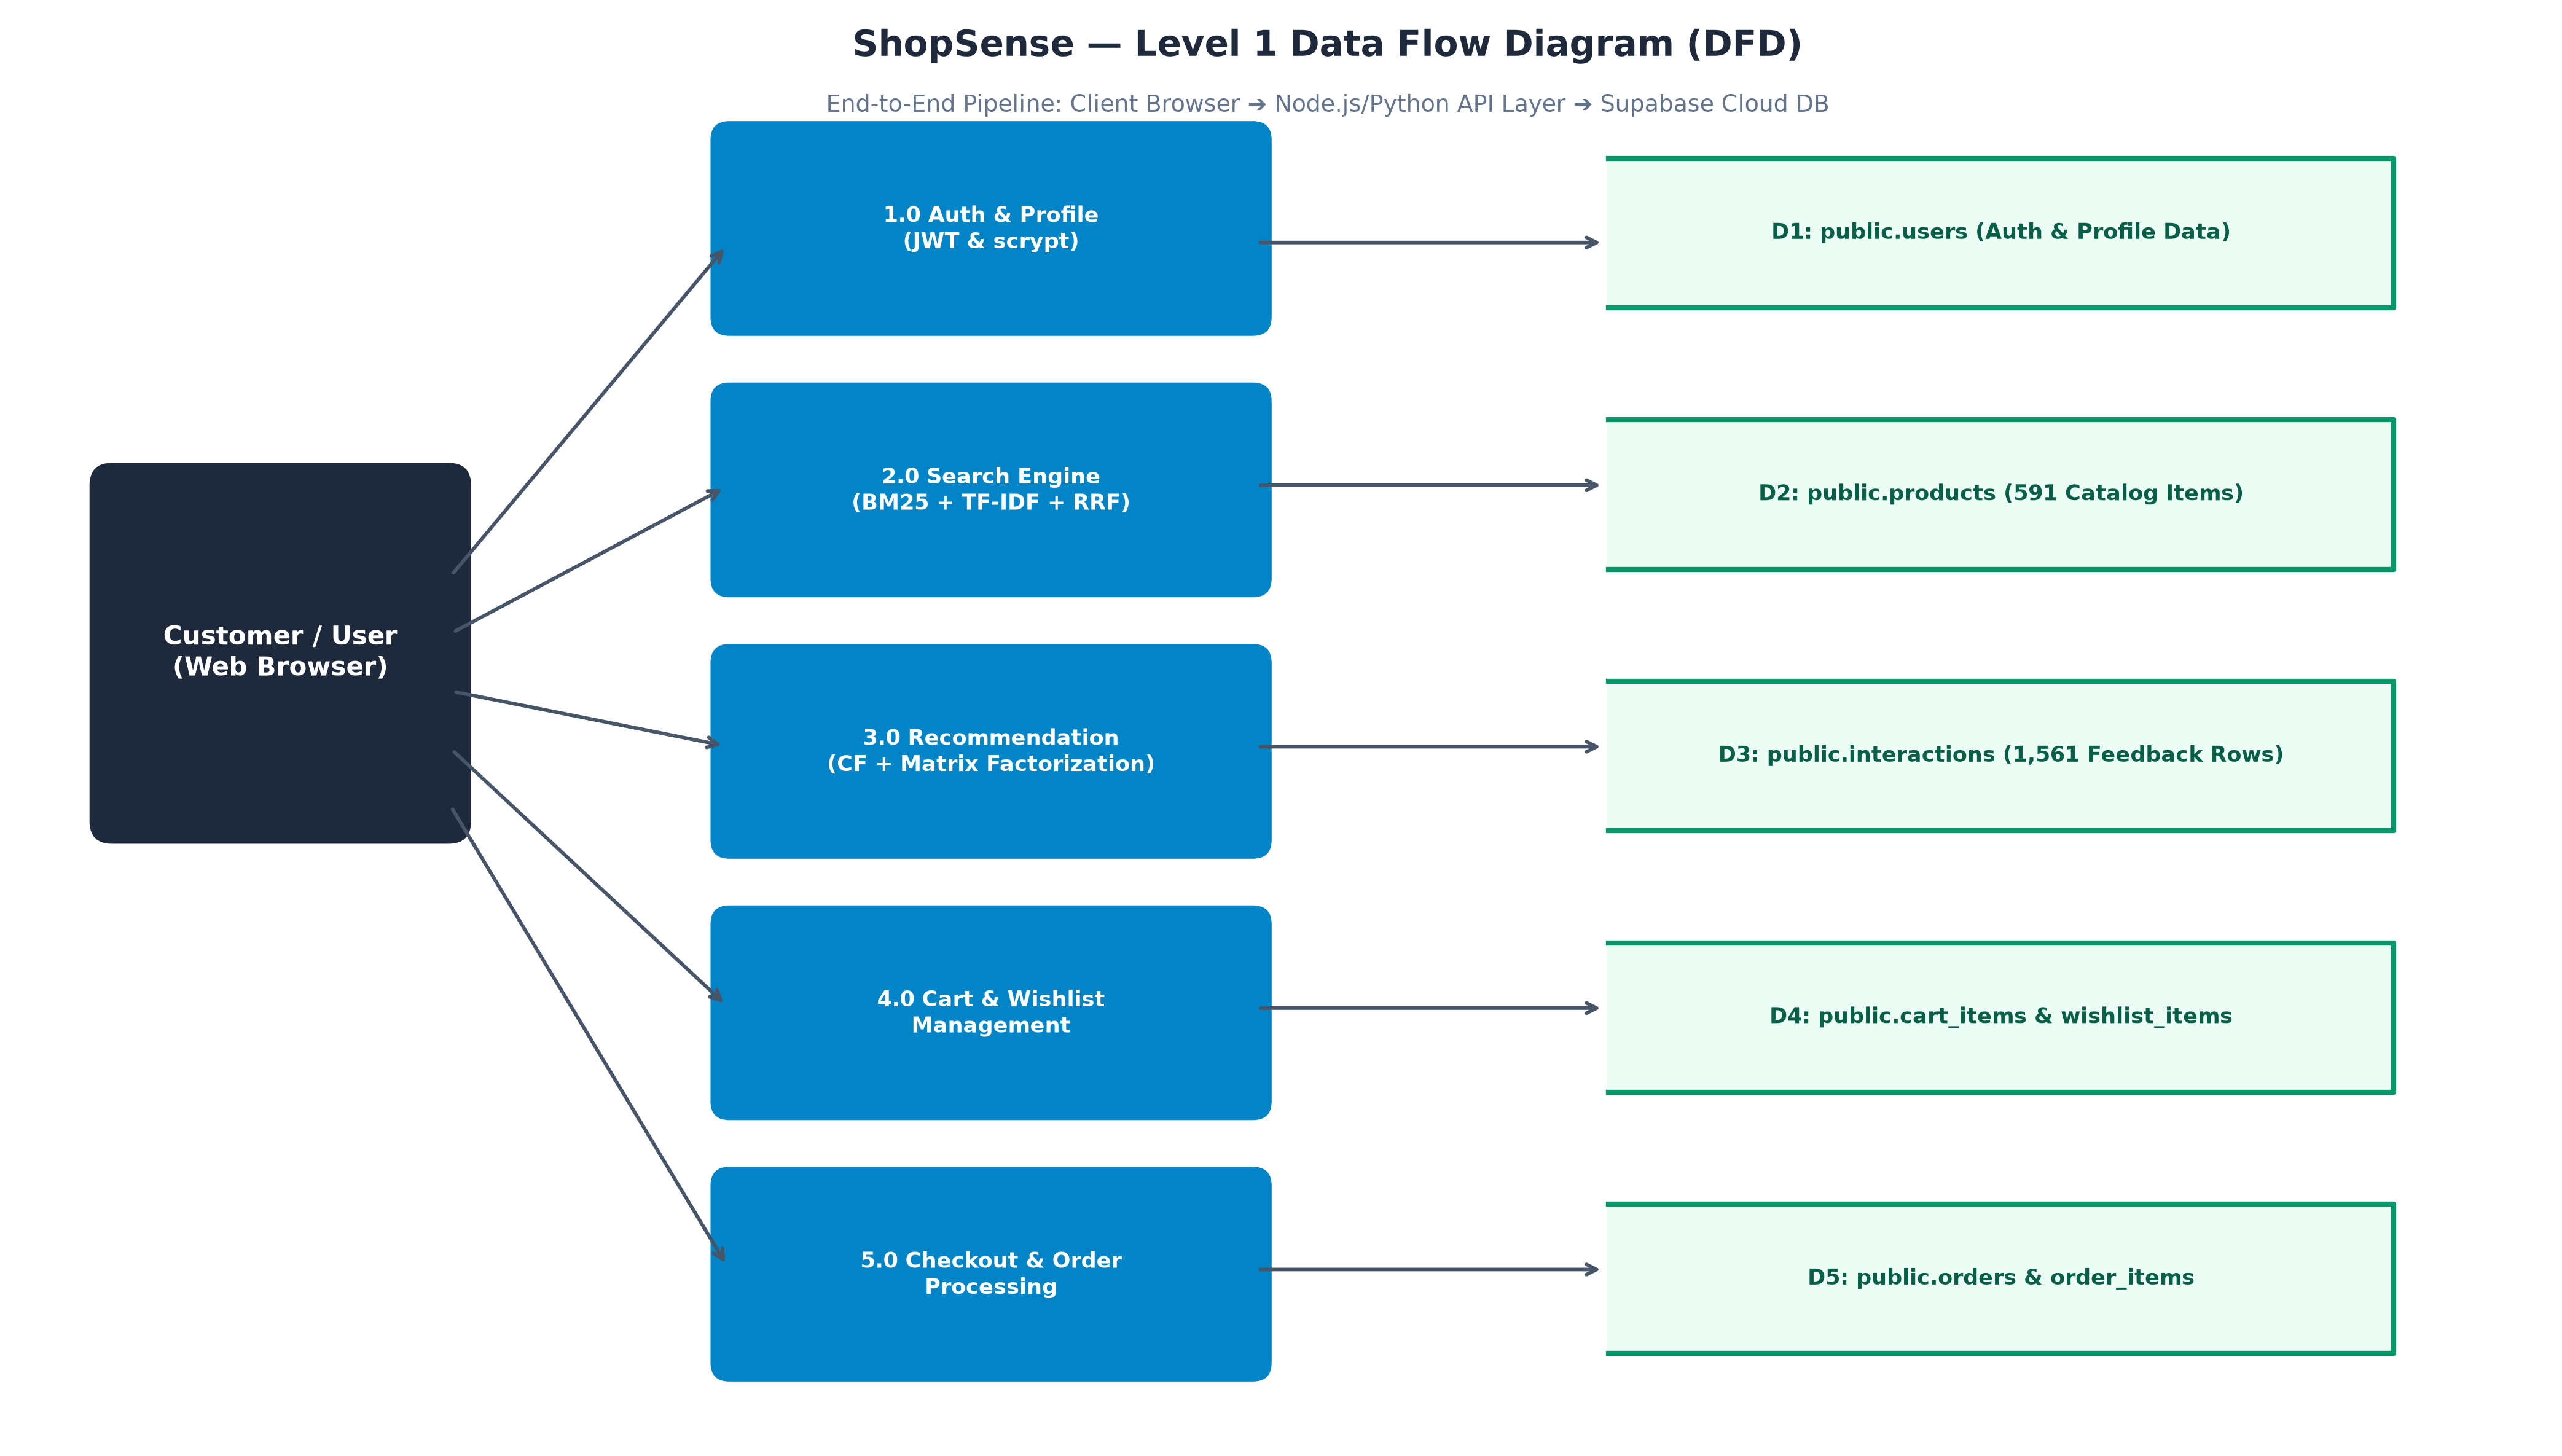 ShopSense — Level 1 Data Flow Diagram (DFD)
End-to-End Pipeline: Client Browser ➔ Node.js/Python API Layer ➔ Supabase Cloud DB
Customer / User
(Web Browser)
1.0 Auth & Profile
(JWT & scrypt)
D1: public.users (Auth & Profile Data)
2.0 Search Engine
(BM25 + TF-IDF + RRF)
D2: public.products (591 Catalog Items)
3.0 Recommendation
(CF + Matrix Factorization)
D3: public.interactions (1,561 Feedback Rows)
4.0 Cart & Wishlist
Management
D4: public.cart_items & wishlist_items
5.0 Checkout & Order
Processing
D5: public.orders & order_items